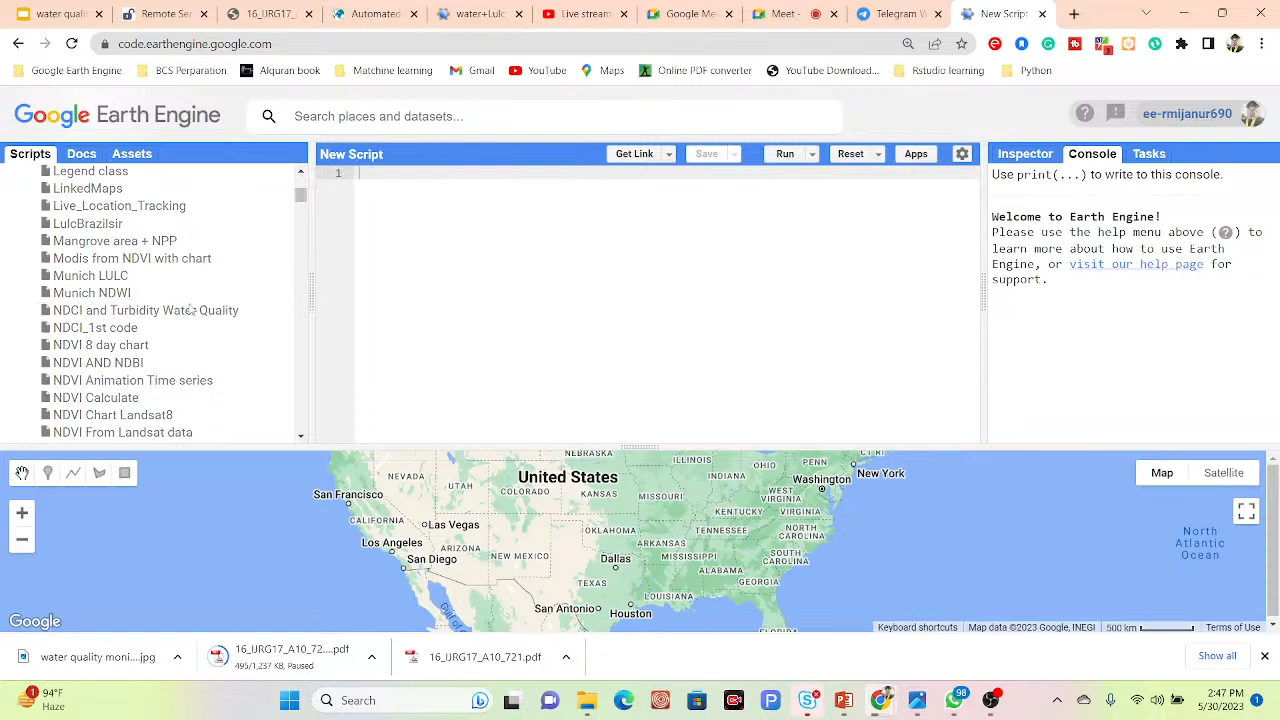 water quali
Remote Ser
16_URG17_
Automated
water+Lulc
Live stream
Google Me
Meet -
Telegram W
New Script
code.earthengine.google.com
Google Earth Engine
BCS Perparation
Alquran book
Matchine learning
Gmail
YouTube
Maps
Online PDF converter
YouTube Download...
Rstudio learning
Python
Google Earth Engine
Search places and datasets...
ee-rmijanur690
Scripts
Docs
Assets
New Script
Get Link
Save
Run
Reset
Apps
Inspector
Console
Tasks
Legend class
LinkedMaps
Live_Location_Tracking
LulcBrazilsir
Mangrove area + NPP
Modis from NDVI with chart
Munich LULC
Munich NDWI
NDCI and Turbidity Water Quality
NDCI_1st code
NDVI 8 day chart
NDVI AND NDBI
NDVI Animation Time series
NDVI Calculate
NDVI Chart Landsat8
NDVI From Landsat data
1
Use print(...) to write to this console.
Welcome to Earth Engine!
Please use the help menu above (?) to
learn more about how to use Earth
Engine, or visit our help page for
support.
NEBRASKA
United States
NEVADA
UTAH
COLORADO
KANSAS
MISSOURI
ILLINOIS
INDIANA
OHIO
PENN
New York
Washington
WEST
VIRGINIA
VIRGINIA
KENTUCKY
San Francisco
CALIFORNIA
Las Vegas
OKLAHOMA
TENNESSEE
NORTH
CAROLINA
Los Angeles
ARIZONA
NEW MEXICO
ARKANSAS
San Diego
Dallas
MISSISSIPPI
SOUTH
CAROLINA
ALABAMA
TEXAS
GEORGIA
LOUISIANA
San Antonio
Houston
FLORIDA
Map
Satellite
North
Atlantic
Ocean
Google
Keyboard shortcuts
Map data ©2023 Google, INEGI
500 km
Terms of Use
water quality moni....jpg
16_URG17_A10_72....pdf
495/1,237 KB, Paused
16_URG17_A10_721.pdf
Show all
94°F
Haze
Search
98
2:47 PM
5/30/2023